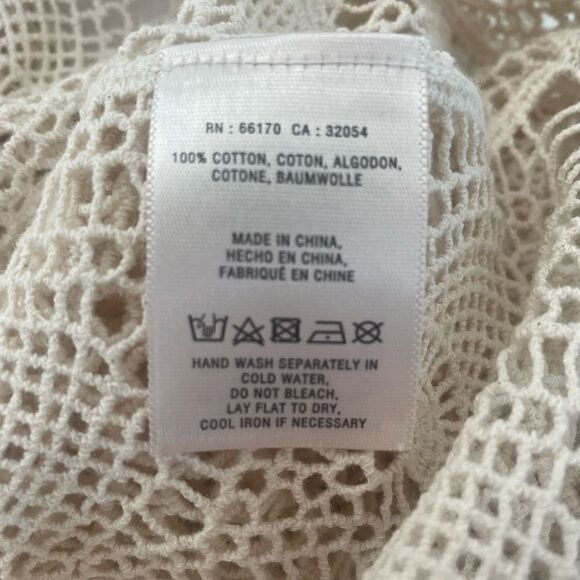 RN : 66170 CA : 32054
100% COTTON, COTON, ALGODON,
COTONE, BAUMWOLLE
MADE IN CHINA,
HECHO EN CHINA,
FABRIQUÉ EN CHINE
HAND WASH SEPARATELY IN
COLD WATER,
DO NOT BLEACH,
LAY FLAT TO DRY,
COOL IRON IF NECESSARY